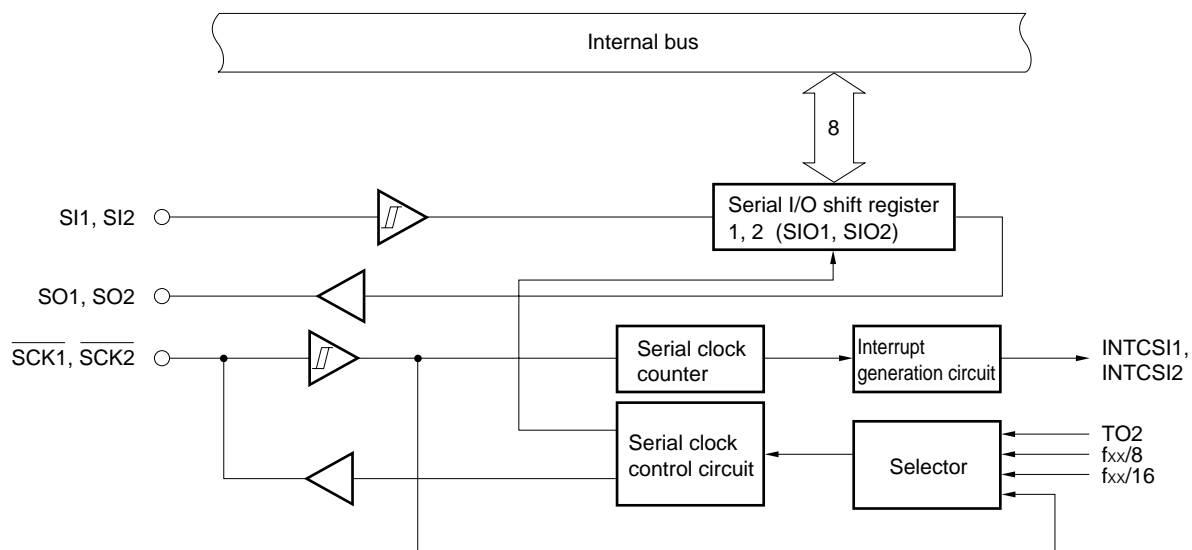 Internal bus
8
SI1, SI2
Serial I/O shift register
1, 2 (SIO1, SIO2)
SO1, SO2
SCK1, SCK2
Serial clock
counter
Interrupt
generation circuit
INTCSI1,
INTCSI2
Serial clock
control circuit
Selector
TO2
fxx/8
fxx/16